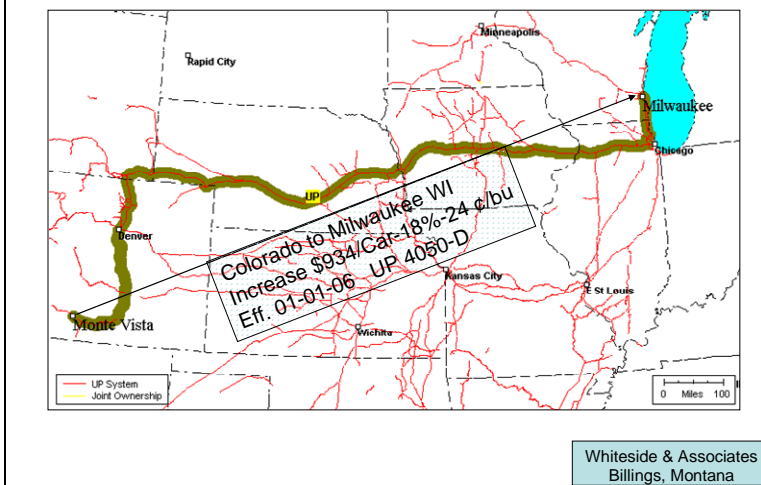 Minneapolis
Rapid City
Milwaukee
Chicago
UP
Colorado to Milwaukee WI
Increase $934/Car-18%-24 ¢/bu
Eff. 01-01-06 UP 4050-D
Denver
Kansas City
E St Louis
Monte Vista
Wichita
UP System
Joint Ownership
0 Miles 100
Whiteside & Associates
Billings, Montana